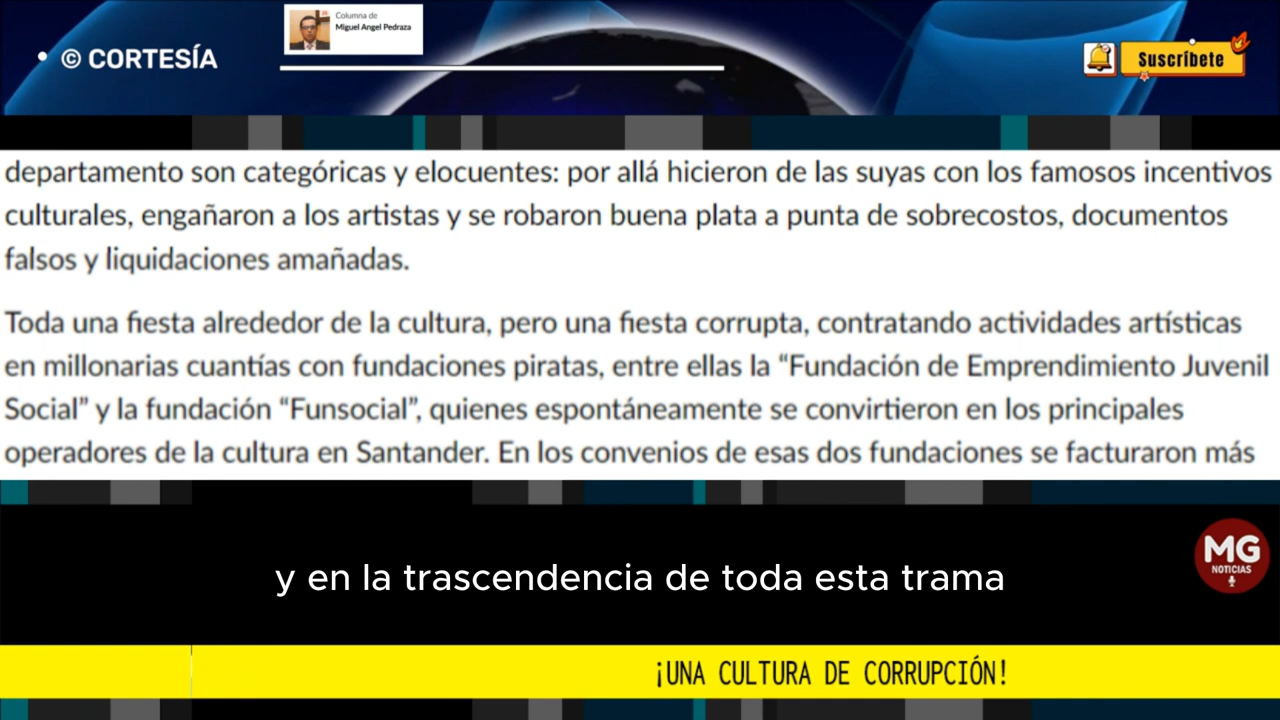 Columna de
Miguel Angel Pedraza
© CORTESÍA
Suscríbete
departamento son categóricas y elocuentes: por allá hicieron de las suyas con los famosos incentivos
culturales, engañaron a los artistas y se robaron buena plata a punta de sobrecostos, documentos
falsos y liquidaciones amañadas.
Toda una fiesta alrededor de la cultura, pero una fiesta corrupta, contratando actividades artísticas
en millonarias cuantías con fundaciones piratas, entre ellas la “Fundación de Emprendimiento Juvenil
Social” y la fundación “Funsocial”, quienes espontáneamente se convirtieron en los principales
operadores de la cultura en Santander. En los convenios de esas dos fundaciones se facturaron más
MG
NOTICIAS
y en la trascendencia de toda esta trama
¡UNA CULTURA DE CORRUPCIÓN!